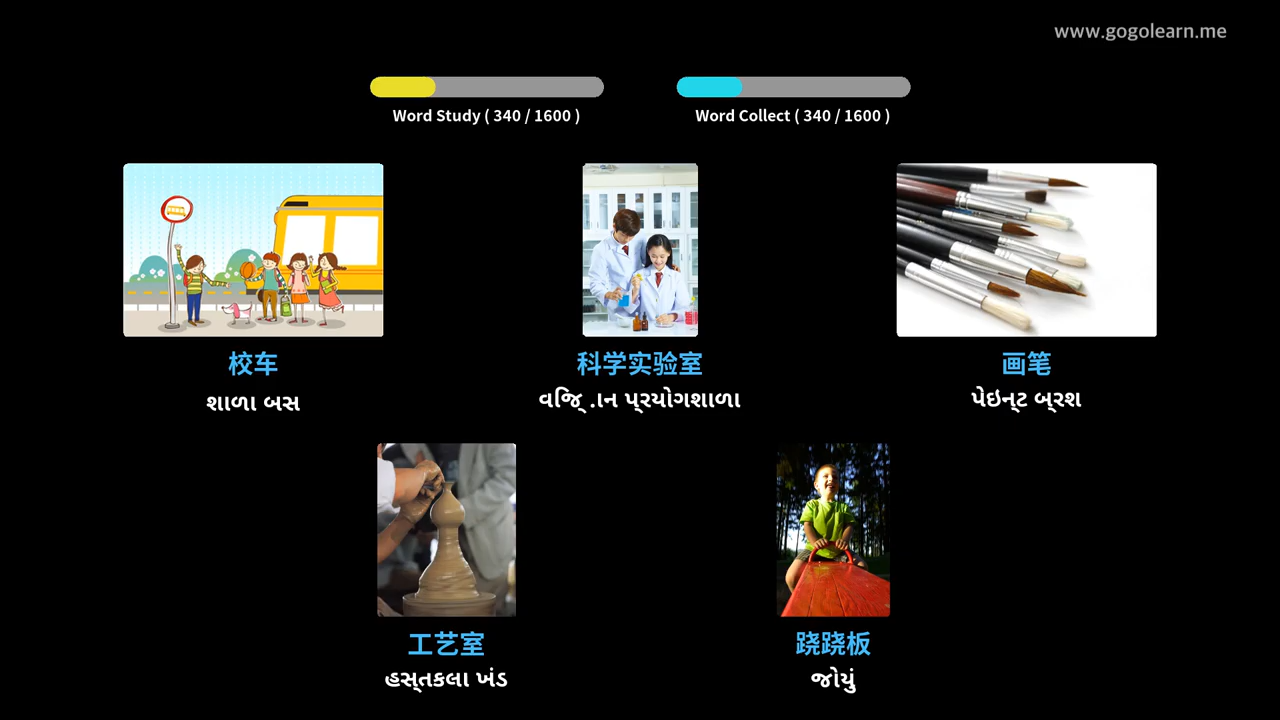 www.gogolearn.me
Word Study ( 340 / 1600 )
Word Collect ( 340 / 1600 )
校车
શાળા બસ
科学实验室
વિજ્ .ાન પ્રયોગશાળા
画笔
પેઇન્ટ બ્રશ
工艺室
હસ્તકલા ખંડ
跷跷板
જોયું